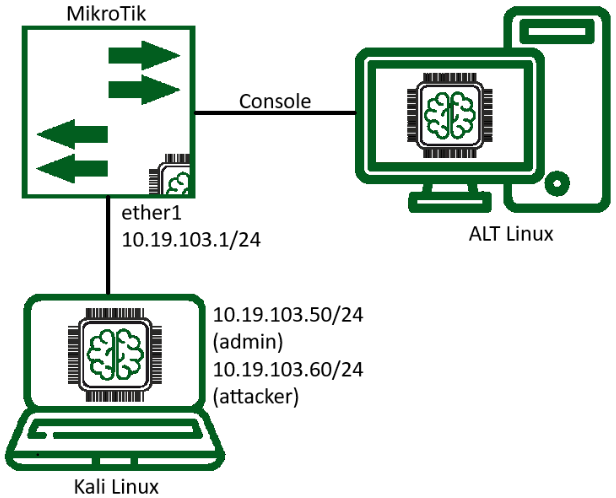 MikroTik
Console
ALT Linux
ether1
10.19.103.1/24
10.19.103.50/24
(admin)
10.19.103.60/24
(attacker)
Kali Linux